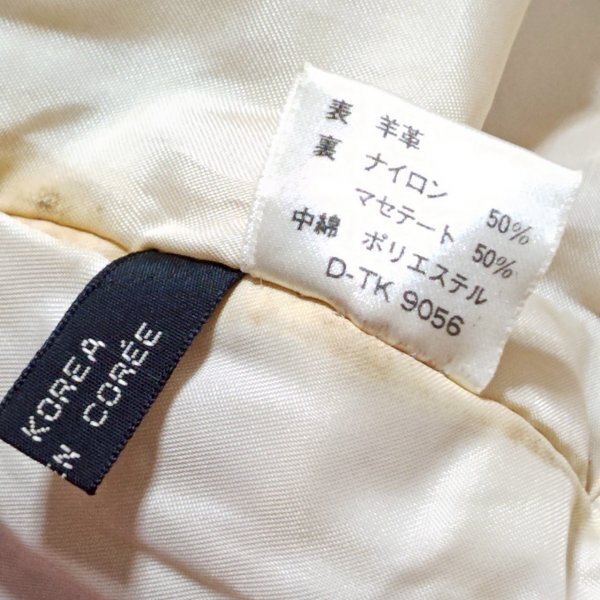 表 羊革
裏 ナイロン 50%
マセテート 50%
中綿 ポリエステル
D-TK 9056
KOREA
N CORÉE